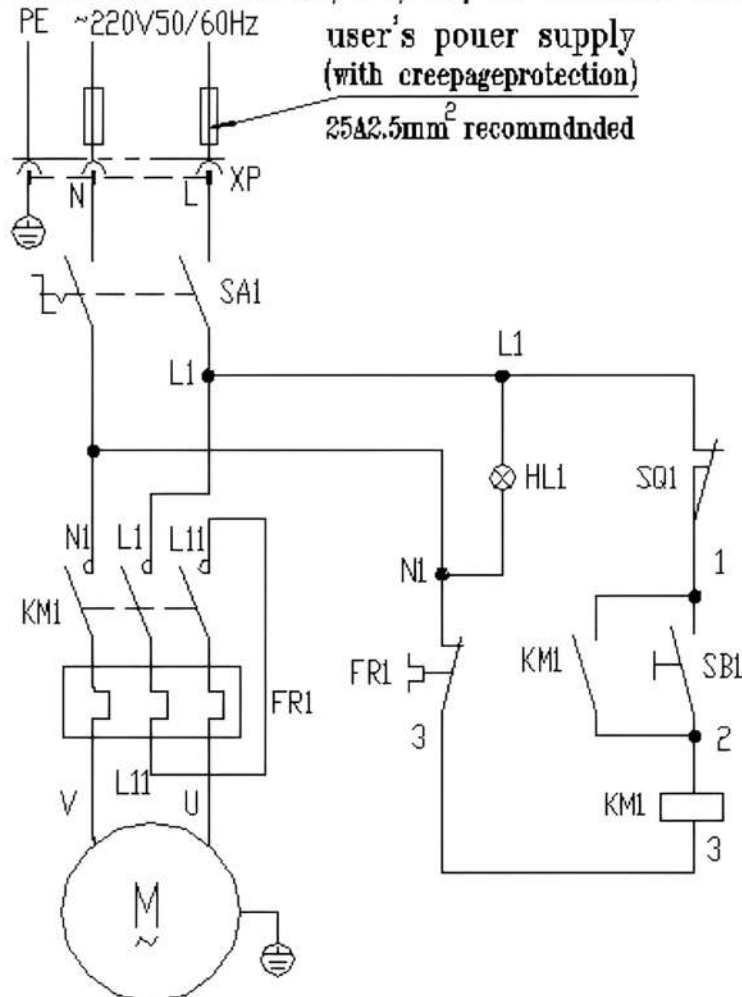 PE ~220V50/60Hz
user's pouer supply
(with creepageprotection)
25A2.5mm² recommdnded
N L XP
SA1
L1 L1
HL1 SQ1
N1 L1 L11
N1 1
KM1
FR1 KM1 SB1
FR1
3 2
L11
V U
KM1
3
M
~